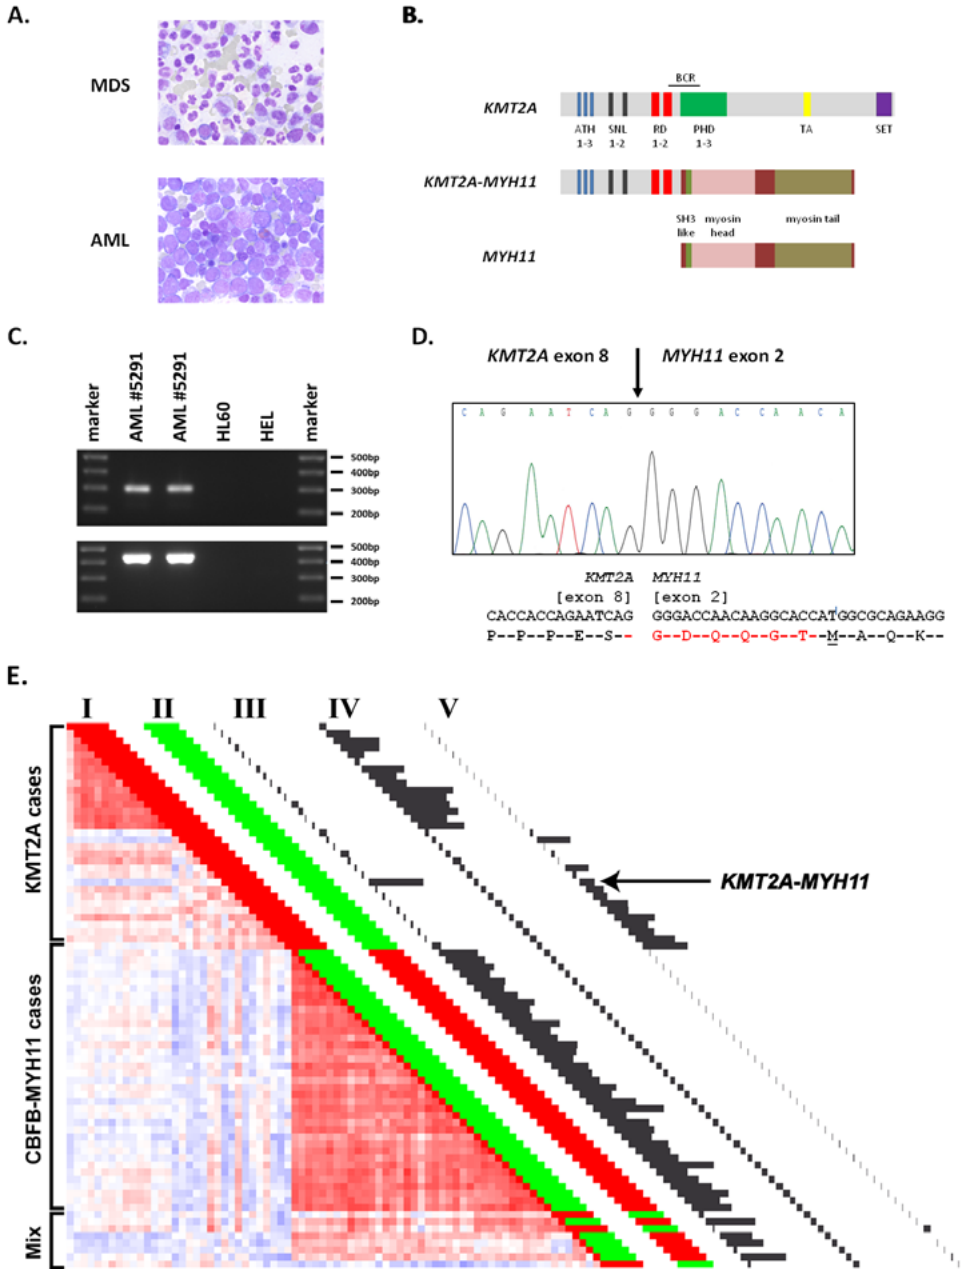 A.
MDS
AML
B.
BCR
KMT2A
ATH SNL RD PHD TA SET
1-3 1-2 1-2 1-3
KMT2A-MYH11
SH3 myosin myosin tail
like head
MYH11
C.
marker AML #5291 AML #5291 HL60 HEL marker
500bp
400bp
300bp
200bp
500bp
400bp
300bp
200bp
D.
KMT2A exon 8 MYH11 exon 2
C A G A A T C A G G G G A C C A A C A
KMT2A MYH11
[exon 8] [exon 2]
CACCACCAGAATCAG GGGACCAACAAGGCACCATGGCGCAGAAGG
P--P--P--E--S-- G--D--Q--Q--G--T--M--A--Q--K--
E.
I II III IV V
KMT2A cases
KMT2A-MYH11
CBFB-MYH11 cases
Mix